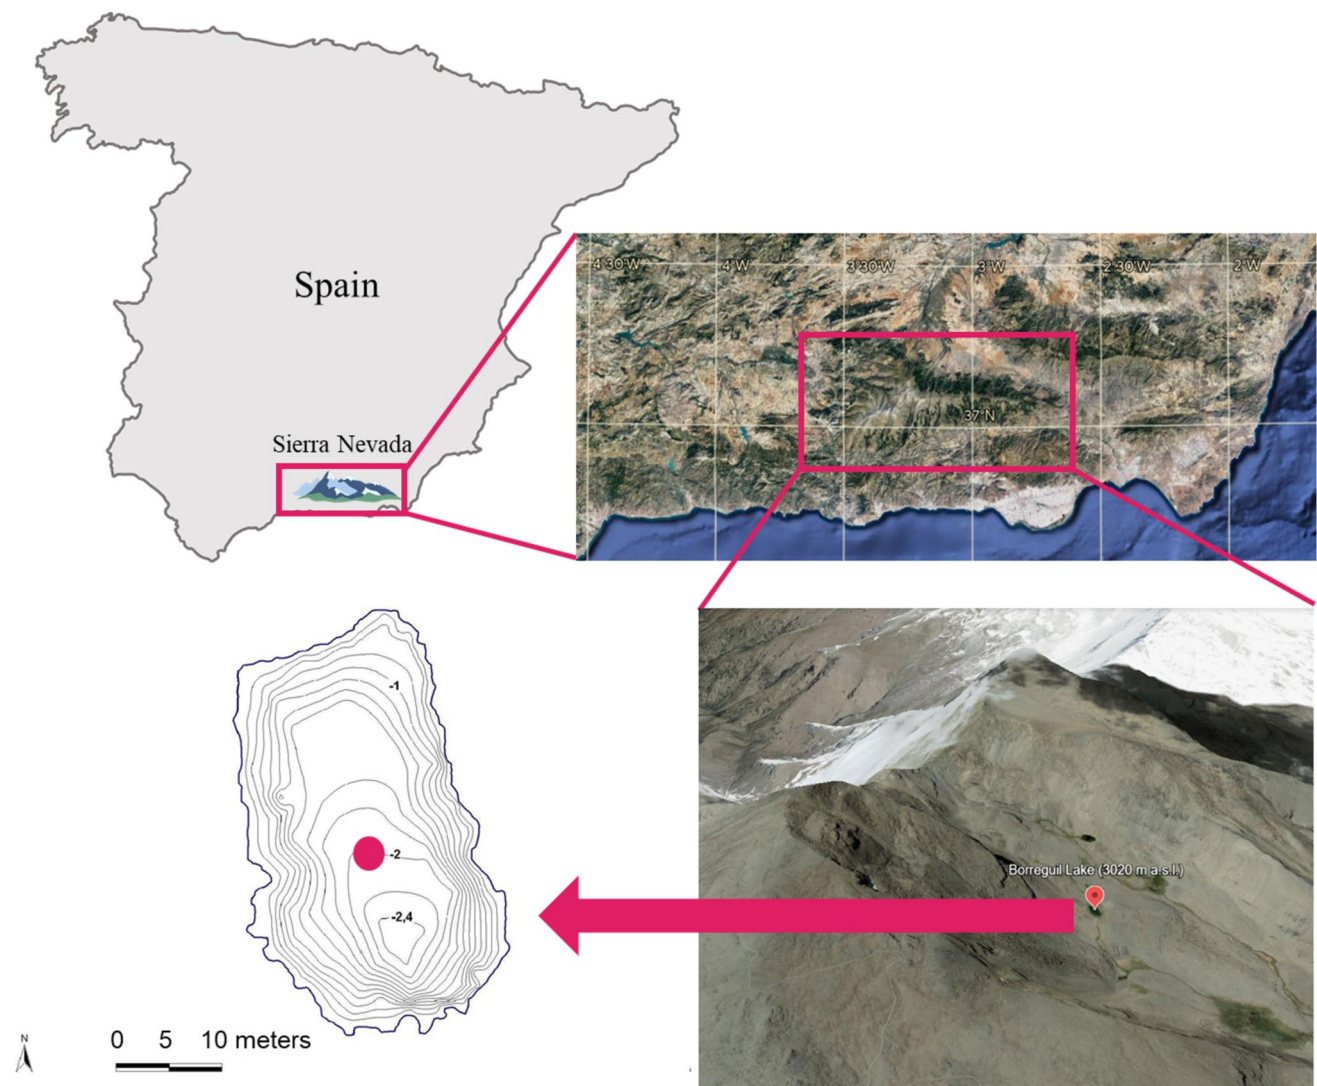 Spain
Sierra Nevada
4°30'W
4°W
3°30'W
3°W
2°30'W
2°W
37°N
-1
-2
-2,4
Borreguil Lake (3020 m a.s.l.)
N
0 5 10 meters